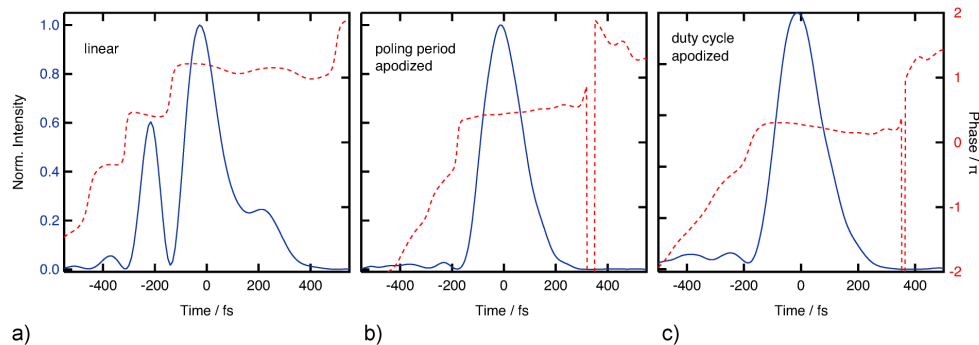 linear
poling period
apodized
duty cycle
apodized
Norm. Intensity
1.0
0.8
0.6
0.4
0.2
0.0
2
1
0
-1
-2
Phase / π
-400 -200 0 200 400
-400 -200 0 200 400
-400 -200 0 200 400
Time / fs
Time / fs
Time / fs
a)
b)
c)